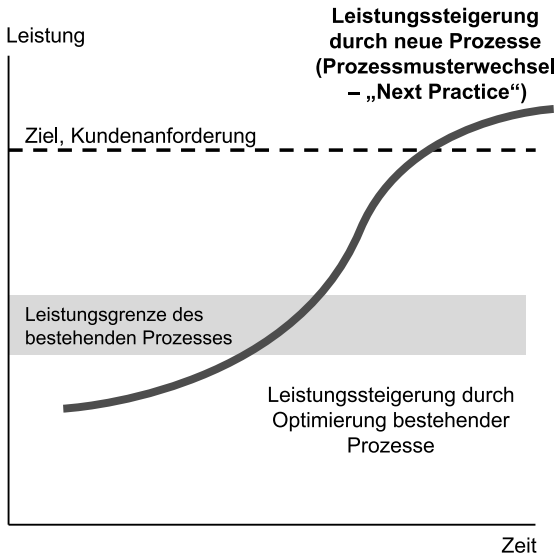 Leistungssteigerung
durch neue Prozesse
(Prozessmusterwechsel
– „Next Practice“)
Leistung
Ziel, Kundenanforderung
Leistungsgrenze des
bestehenden Prozesses
Leistungssteigerung durch
Optimierung bestehender
Prozesse
Zeit